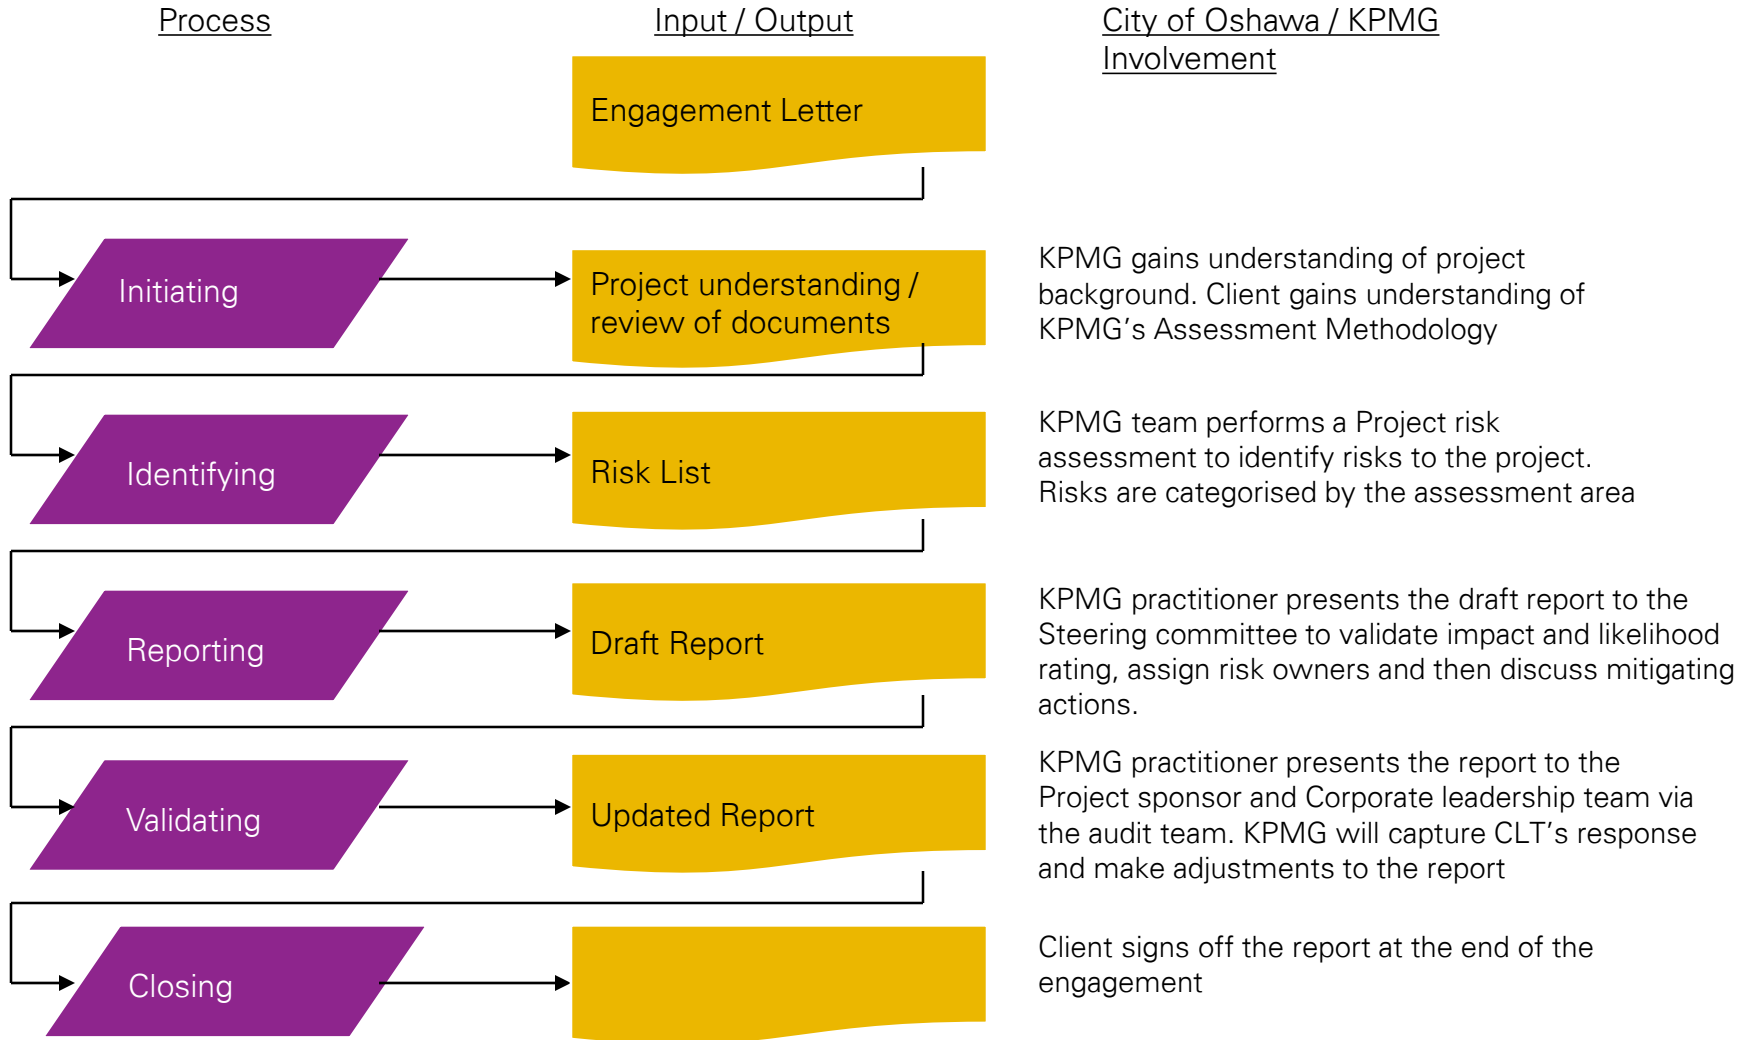 Process
Input / Output
City of Oshawa / KPMG
Involvement
Engagement Letter
Initiating
Project understanding /
review of documents
KPMG gains understanding of project
background. Client gains understanding of
KPMG’s Assessment Methodology
Identifying
Risk List
KPMG team performs a Project risk
assessment to identify risks to the project.
Risks are categorised by the assessment area
Reporting
Draft Report
KPMG practitioner presents the draft report to the
Steering committee to validate impact and likelihood
rating, assign risk owners and then discuss mitigating
actions.
Validating
Updated Report
KPMG practitioner presents the report to the
Project sponsor and Corporate leadership team via
the audit team. KPMG will capture CLT’s response
and make adjustments to the report
Closing
Client signs off the report at the end of the
engagement